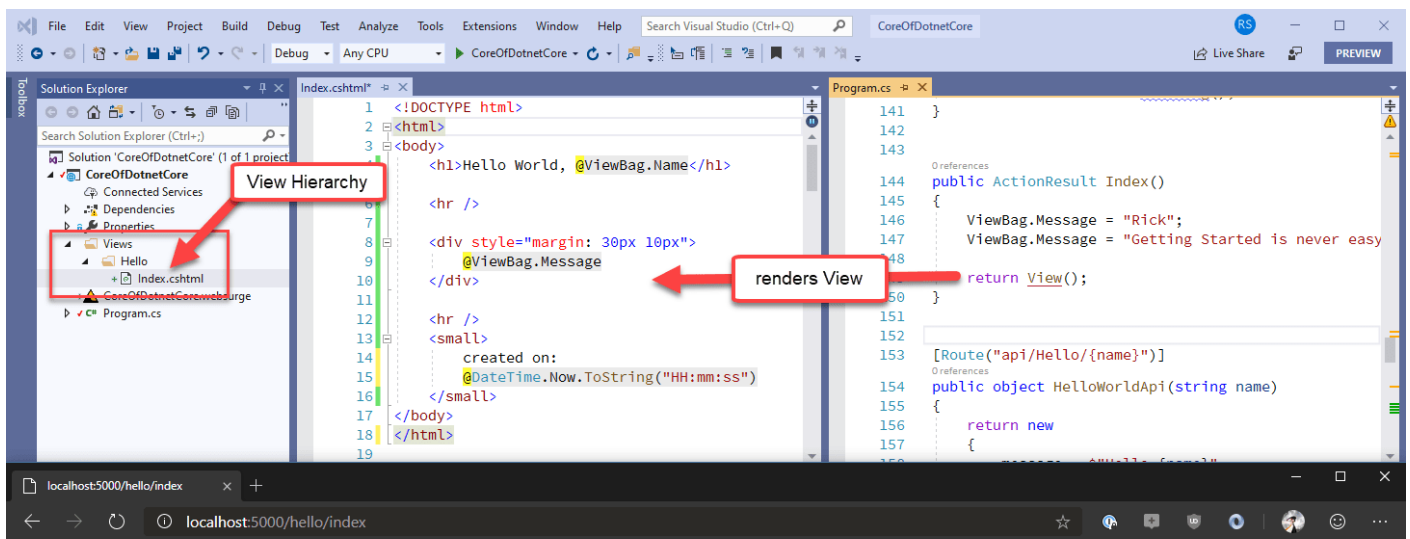 File Edit View Project Build Debug Test Analyze Tools Extensions Window Help Search Visual Studio (Ctrl+Q) CoreOfDotnetCore RS
Debug Any CPU CoreOfDotnetCore Live Share PREVIEW
Toolbox
Solution Explorer
Search Solution Explorer (Ctrl+;)
Solution 'CoreOfDotnetCore' (1 of 1 project
CoreOfDotnetCore
Connected Services
Dependencies
Properties
Views
Hello
Index.cshtml
CoreOfDotnetCore.websurge
Program.cs
View Hierarchy
Index.cshtml*
1 <!DOCTYPE html>
2 <html>
3 <body>
<h1>Hello World, @ViewBag.Name</h1>
6 <hr />
7
8 <div style="margin: 30px 10px">
9 @ViewBag.Message
10 </div>
11
12 <hr />
13 <small>
14 created on:
15 @DateTime.Now.ToString("HH:mm:ss")
16 </small>
17 </body>
18 </html>
19
renders View
Program.cs
141 }
142
143
0 references
144 public ActionResult Index()
145 {
146 ViewBag.Message = "Rick";
147 ViewBag.Message = "Getting Started is never easy
148
return View();
150 }
151
152
153 [Route("api/Hello/{name}")]
0 references
154 public object HelloWorldApi(string name)
155 {
156 return new
157 {
localhost:5000/hello/index
localhost:5000/hello/index